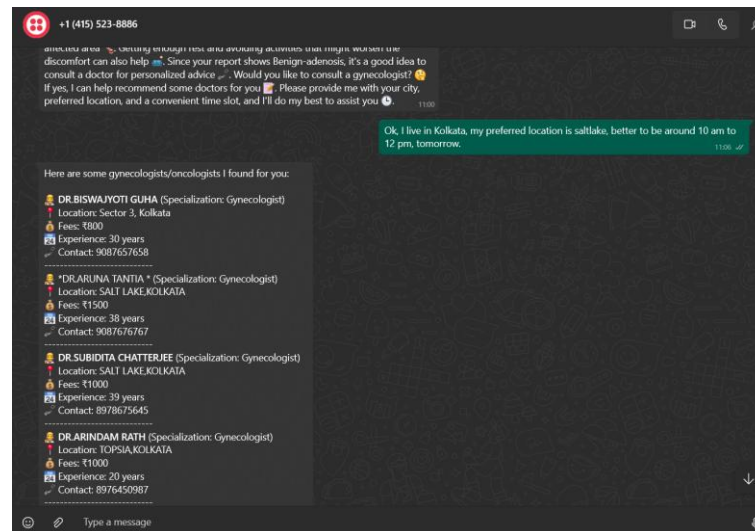 +1 (415) 523-8886
affected area 💊. Getting enough rest and avoiding activities that might worsen the
discomfort can also help 🛋️. Since your report shows Benign-adenosis, it's a good idea to
consult a doctor for personalized advice 🩺. Would you like to consult a gynecologist? 🤔
If yes, I can help recommend some doctors for you 📝. Please provide me with your city,
preferred location, and a convenient time slot, and I'll do my best to assist you 🕒.
11:00
Ok, I live in Kolkata, my preferred location is saltlake, better to be around 10 am to
12 pm, tomorrow.
11:06
Here are some gynecologists/oncologists I found for you:
DR.BISWAJYOTI GUHA (Specialization: Gynecologist)
📍 Location: Sector 3, Kolkata
💰 Fees: ₹800
📅 Experience: 30 years
Contact: 9087657658
----------------------------
*DR.ARUNA TANTIA * (Specialization: Gynecologist)
📍 Location: SALT LAKE,KOLKATA
💰 Fees: ₹1500
📅 Experience: 38 years
Contact: 9087676767
----------------------------
DR.SUBIDITA CHATTERJEE (Specialization: Gynecologist)
📍 Location: SALT LAKE,KOLKATA
💰 Fees: ₹1000
📅 Experience: 39 years
Contact: 8978675645
----------------------------
DR.ARINDAM RATH (Specialization: Gynecologist)
📍 Location: TOPSIA,KOLKATA
💰 Fees: ₹1000
📅 Experience: 20 years
Contact: 8976450987
----------------------------
Type a message